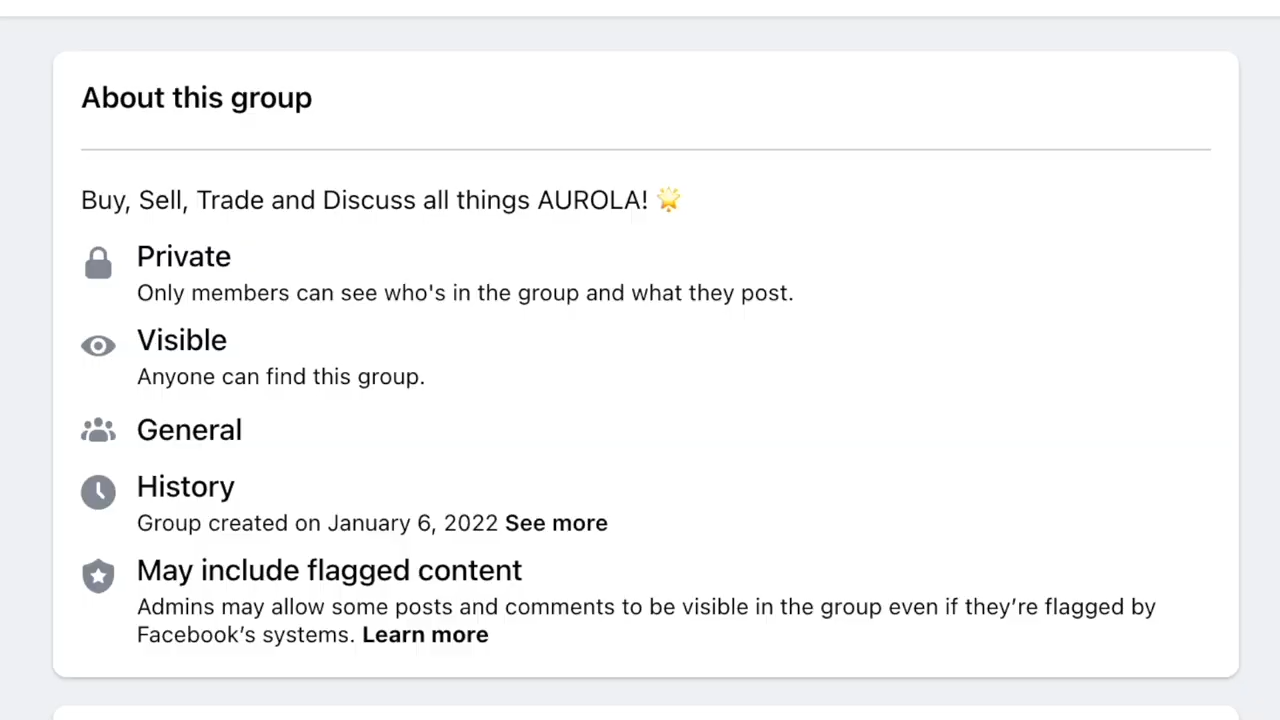 About this group
Buy, Sell, Trade and Discuss all things AUROLA! 🌟
Private
Only members can see who's in the group and what they post.
Visible
Anyone can find this group.
General
History
Group created on January 6, 2022 See more
May include flagged content
Admins may allow some posts and comments to be visible in the group even if they’re flagged by
Facebook’s systems. Learn more